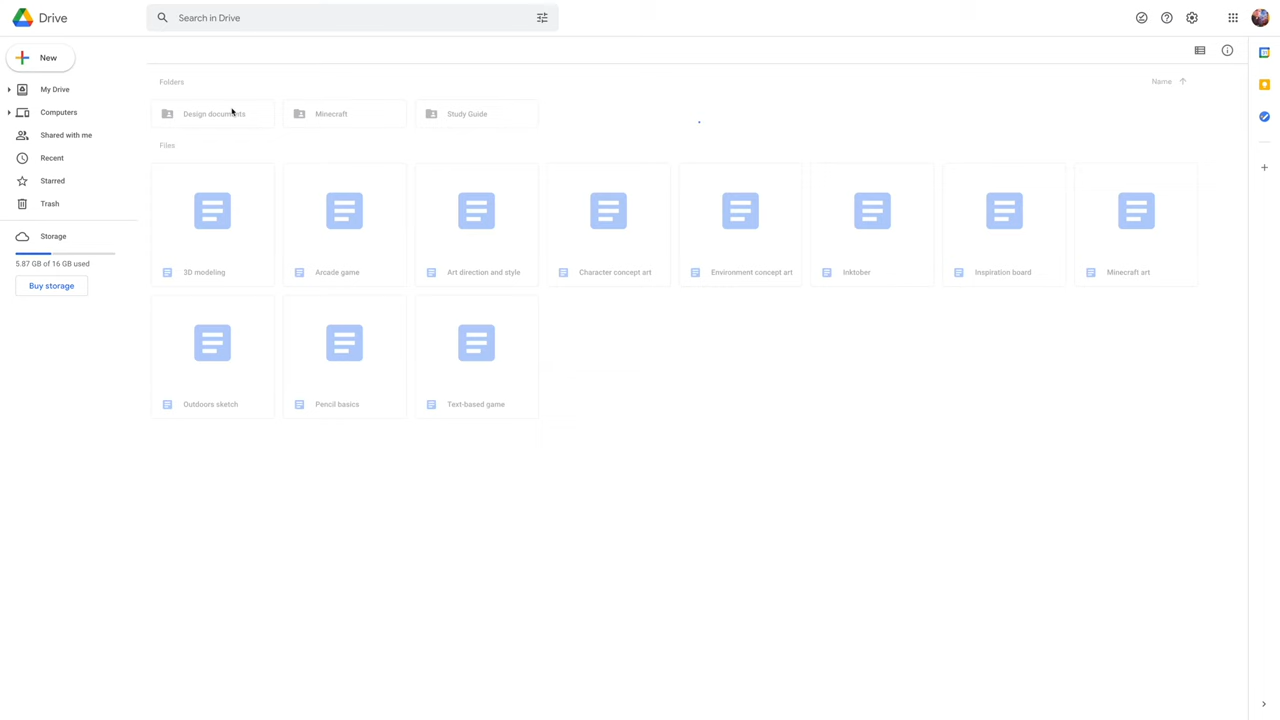 Drive
Search in Drive
New
My Drive
Computers
Shared with me
Recent
Starred
Trash
Storage
5.87 GB of 16 GB used
Buy storage
Folders
Name
Design documents
Minecraft
Study Guide
Files
3D modeling
Arcade game
Art direction and style
Character concept art
Environment concept art
Inktober
Inspiration board
Minecraft art
Outdoors sketch
Pencil basics
Text-based game